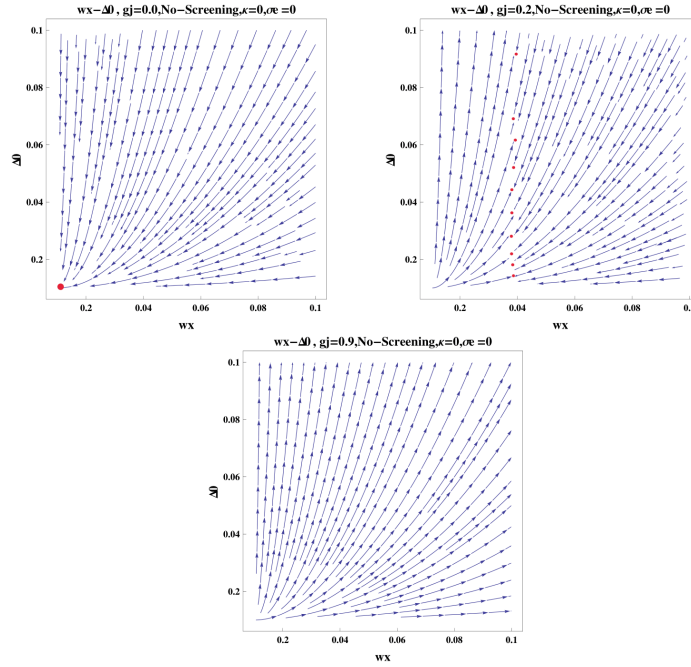 wx−Δ0 , gj=0.0,No−Screening,κ=0,σe =0
0.1
0.08
0.06
Δ0
0.04
0.2
0.2 0.04 0.06 0.08 0.1
wx
wx−Δ0 , gj=0.2,No−Screening,κ=0,σe =0
0.1
0.08
0.06
Δ0
0.04
0.2
0.2 0.04 0.06 0.08 0.
wx
wx−Δ0 , gj=0.9,No−Screening,κ=0,σe =0
0.1
0.08
0.06
Δ0
0.04
0.2
0.2 0.04 0.06 0.08 0.1
wx